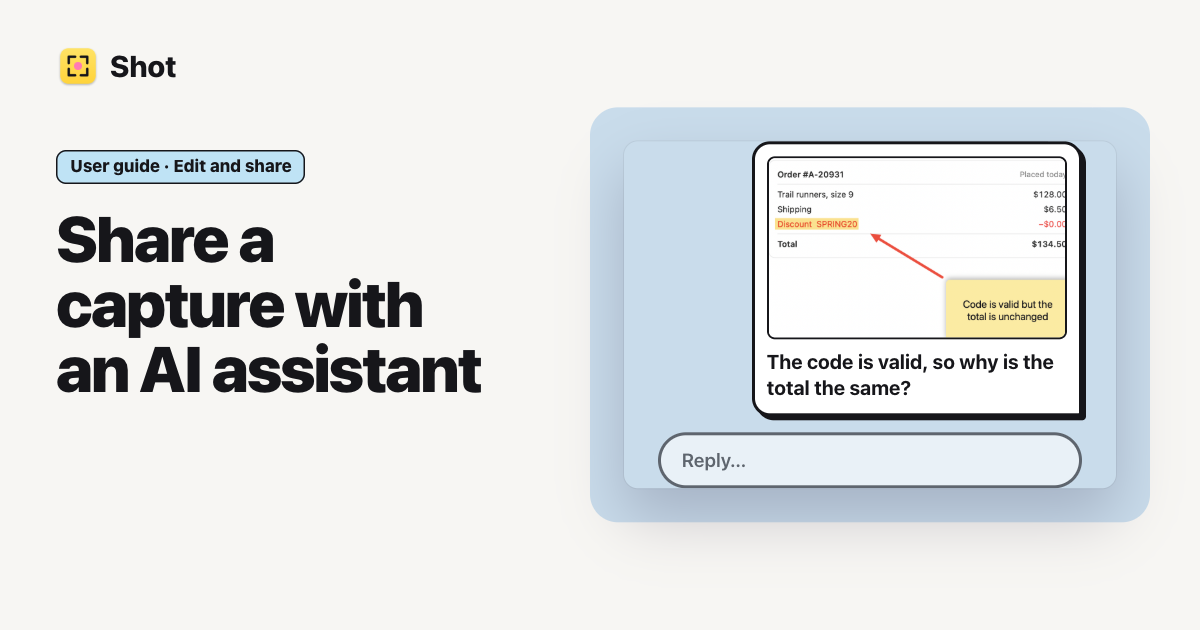 Shot
User guide · Edit and share
Share a
capture with
an AI assistant
Order #A-20931 Placed today
Trail runners, size 9 $128.00
Shipping $6.50
Discount SPRING20 −$0.00
Total $134.50
Code is valid but the
total is unchanged
The code is valid, so why is the
total the same?
Reply...